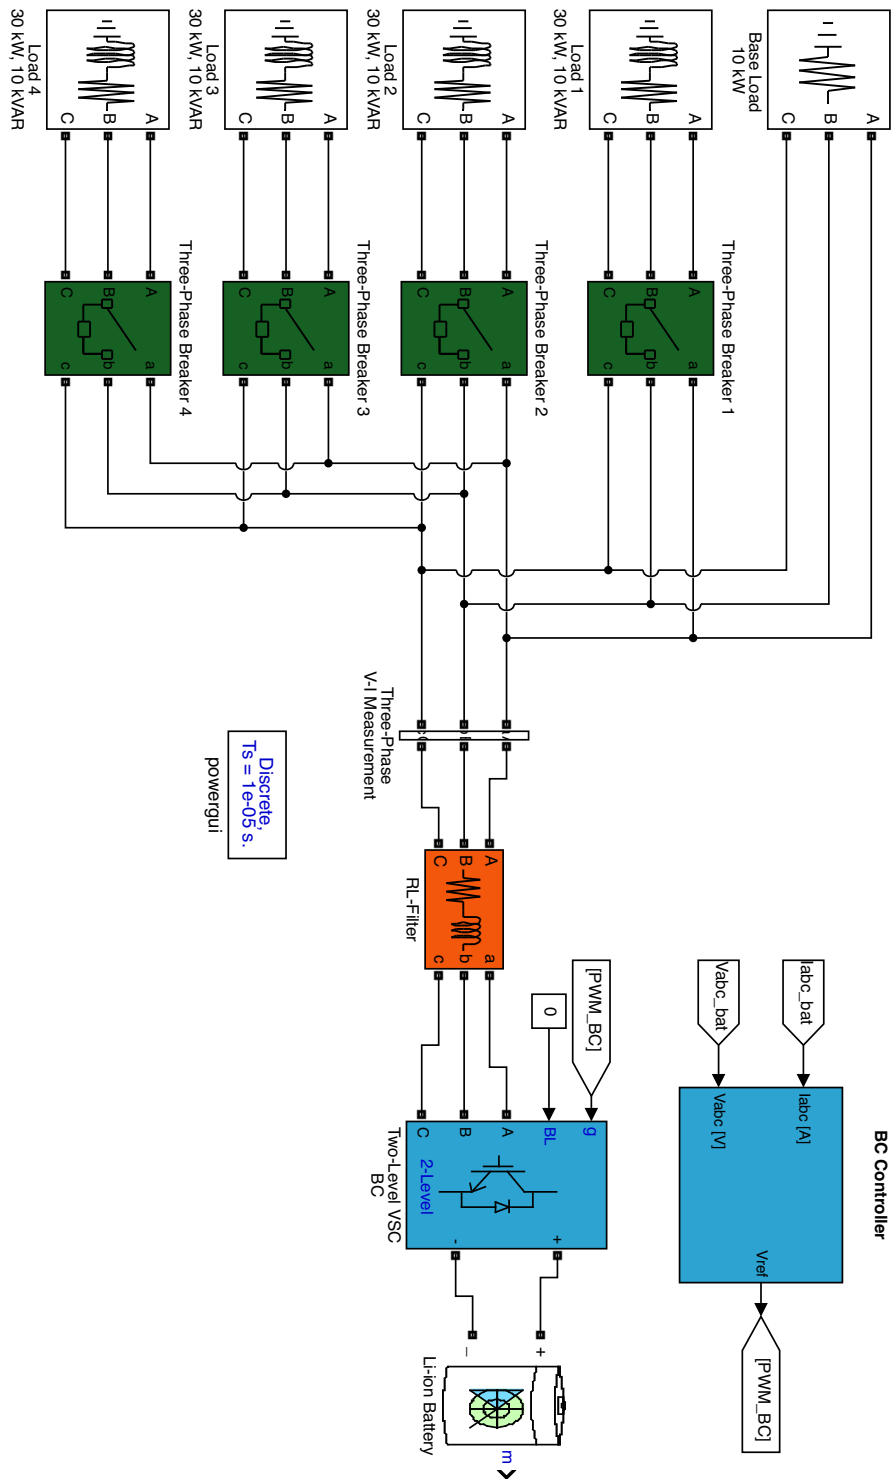 BC Controller
Iabc_bat
Iabc [A]
Vabc_bat
Vabc [V]
Vref
[PWM_BC]
A
B
C
Base Load
10 kW
A
B
C
Load 1
30 kW, 10 kVAR
A
B
C
a
b
c
Three-Phase Breaker 1
A
B
C
Load 2
30 kW, 10 kVAR
A
B
C
a
b
c
Three-Phase Breaker 2
A
B
C
Load 3
30 kW, 10 kVAR
A
B
C
a
b
c
Three-Phase Breaker 3
A
B
C
Load 4
30 kW, 10 kVAR
A
B
C
a
b
c
Three-Phase Breaker 4
Three-Phase
V-I Measurement
A
B
C
a
b
c
RL-Filter
[PWM_BC]
0
g
BL
A
B
C
+
-
2-Level
Two-Level VSC
BC
+
_
m
Li-ion Battery
Discrete,
Ts = 1e-05 s.
powergui